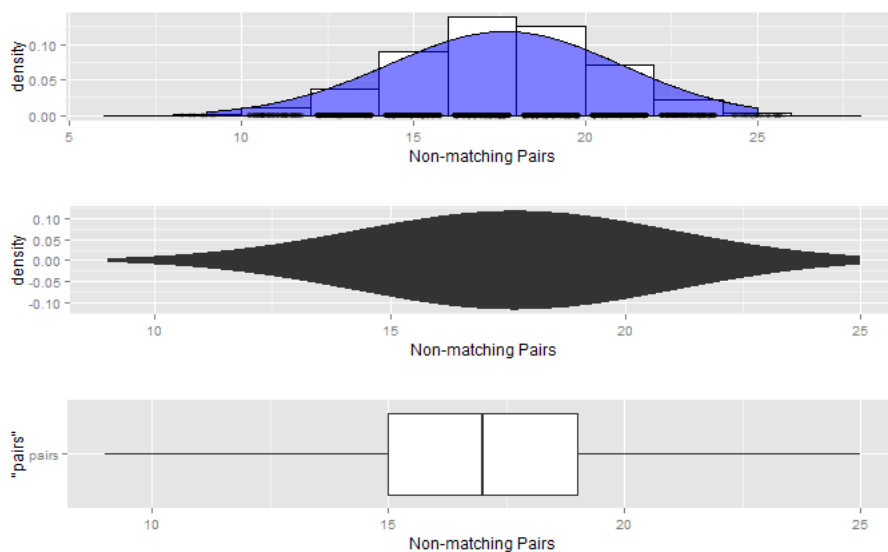 density
0.10
0.05
0.00
5 10 15 20 25
Non-matching Pairs
density
0.10
0.05
0.00
-0.05
-0.10
10 15 20 25
Non-matching Pairs
"pairs"
pairs
10 15 20 25
Non-matching Pairs